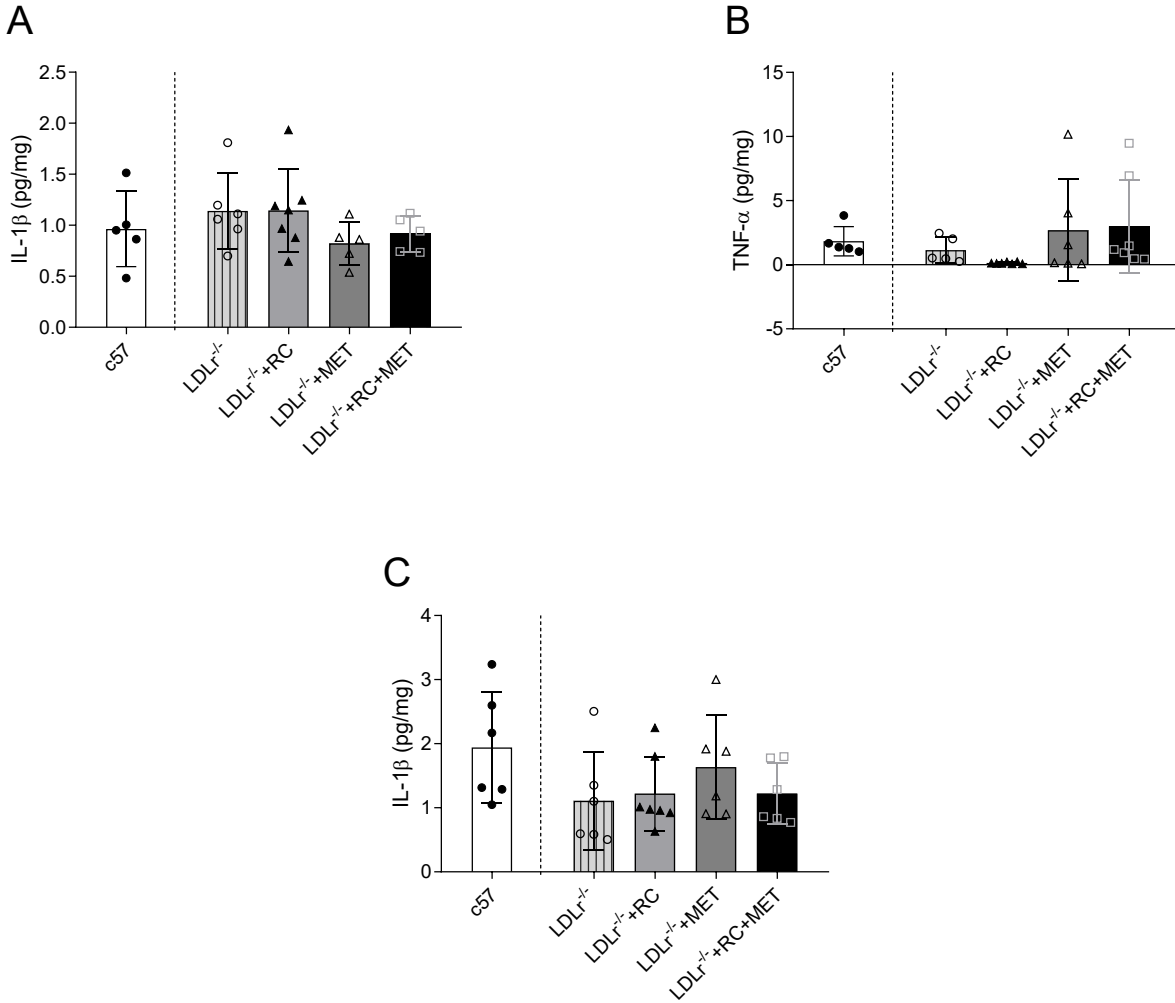 A
IL-1β (pg/mg)
2.5
2.0
1.5
1.0
0.5
0.0
c57
LDLr-/-
LDLr-/-+RC
LDLr-/-+MET
LDLr-/-+RC+MET
B
TNF-α (pg/mg)
15
10
5
0
-5
c57
LDLr-/-
LDLr-/-+RC
LDLr-/-+MET
LDLr-/-+RC+MET
C
IL-1β (pg/mg)
4
3
2
1
0
c57
LDLr-/-
LDLr-/-+RC
LDLr-/-+MET
LDLr-/-+RC+MET